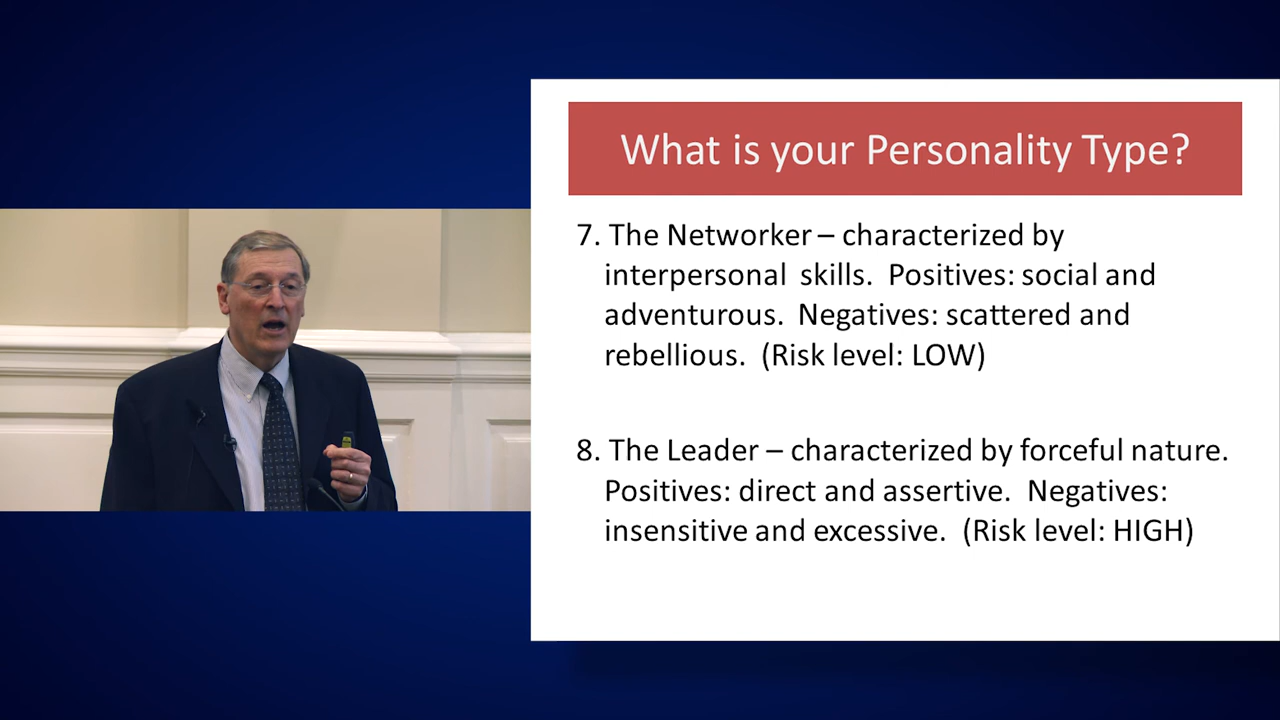 What is your Personality Type?
7. The Networker – characterized by
interpersonal skills. Positives: social and
adventurous. Negatives: scattered and
rebellious. (Risk level: LOW)
8. The Leader – characterized by forceful nature.
Positives: direct and assertive. Negatives:
insensitive and excessive. (Risk level: HIGH)